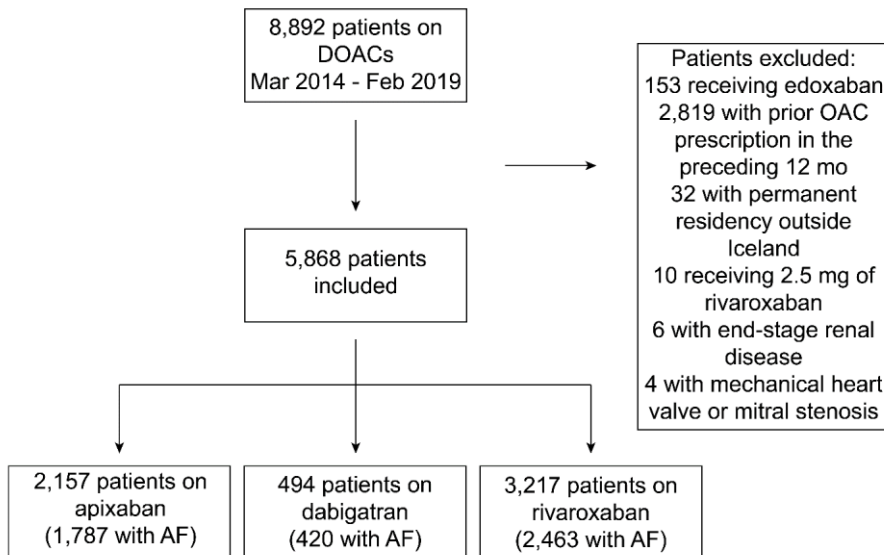 8,892 patients on
DOACs
Mar 2014 - Feb 2019
Patients excluded:
153 receiving edoxaban
2,819 with prior OAC
prescription in the
preceding 12 mo
32 with permanent
residency outside
Iceland
10 receiving 2.5 mg of
rivaroxaban
6 with end-stage renal
disease
4 with mechanical heart
valve or mitral stenosis
5,868 patients
included
2,157 patients on
apixaban
(1,787 with AF)
494 patients on
dabigatran
(420 with AF)
3,217 patients on
rivaroxaban
(2,463 with AF)